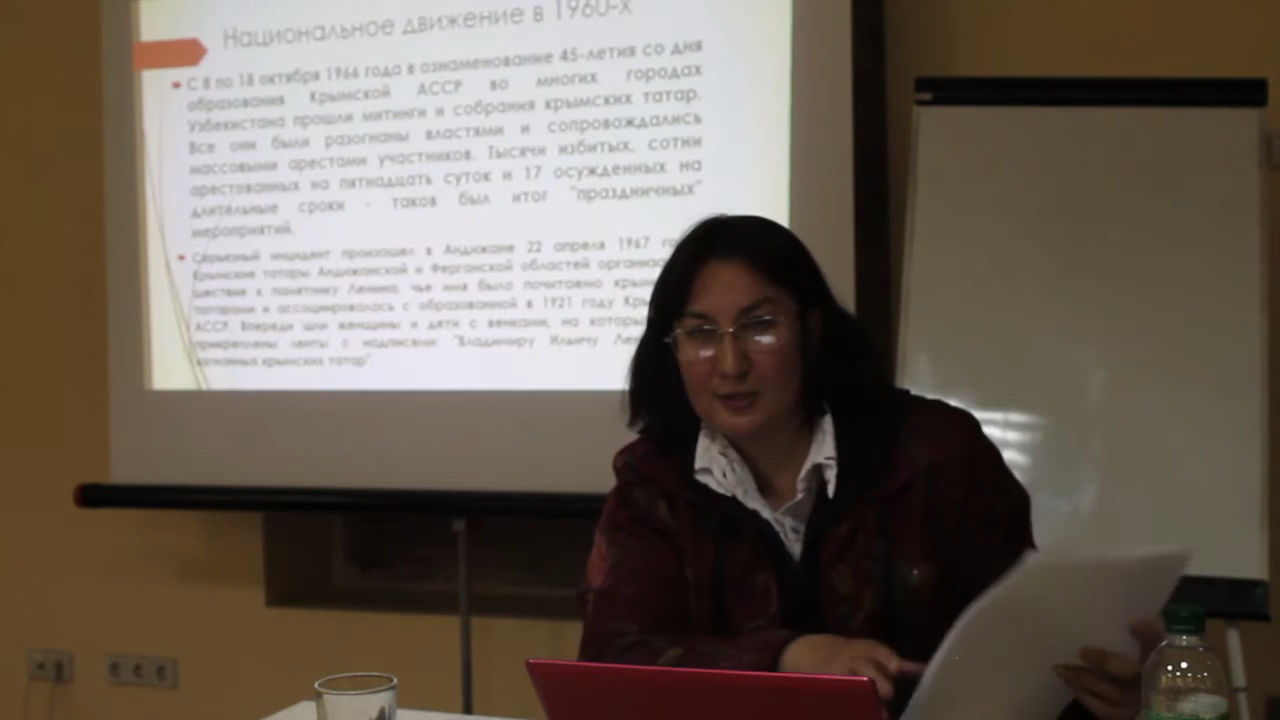 Национальное движение в 1960-х
С 8 по 18 октября 1966 года в ознаменование 45-летия со дня
образования Крымской АССР во многих городах
Узбекистана прошли митинги и собрания крымских татар.
Все они были разогнаны властями и сопровождались
массовыми арестами участников. Тысячи избитых, сотни
арестованных на пятнадцать суток и 17 осужденных на
длительные сроки - таков был итог "праздничных"
мероприятий.
Серьезный инцидент произошел в Андижане 22 апреля 1967
Крымские татары Андижанской и Ферганской областей
шествие к памятнику Ленина, чье имя было почитаемо
татарами и ассоциировалось с образованной в 1921 году
АССР. Впереди шли женщины и дети с венками, на
прикреплены ленты с надписями: "Владимиру Ильичу
крымских татар".